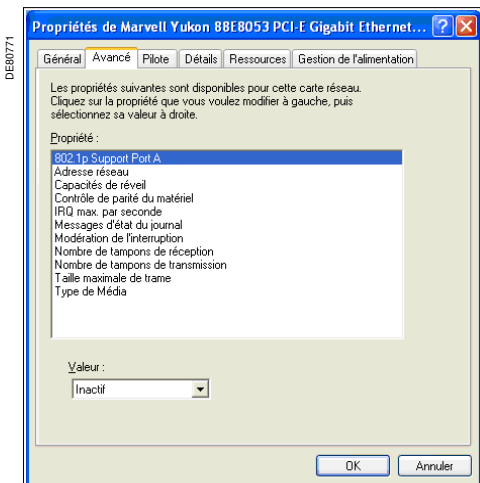 DE80771
Propriétés de Marvell Yukon 88E8053 PCI-E Gigabit Ethernet...
Général Avancé Pilote Détails Ressources Gestion de l'alimentation
Les propriétés suivantes sont disponibles pour cette carte réseau.
Cliquez sur la propriété que vous voulez modifier à gauche, puis
sélectionnez sa valeur à droite.
Propriété :
802.1p Support Port A
Adresse réseau
Capacités de réveil
Contrôle de parité du matériel
IRQ max. par seconde
Messages d'état du journal
Modération de l'interruption
Nombre de tampons de réception
Nombre de tampons de transmission
Taille maximale de trame
Type de Média
Valeur :
Inactif
OK Annuler